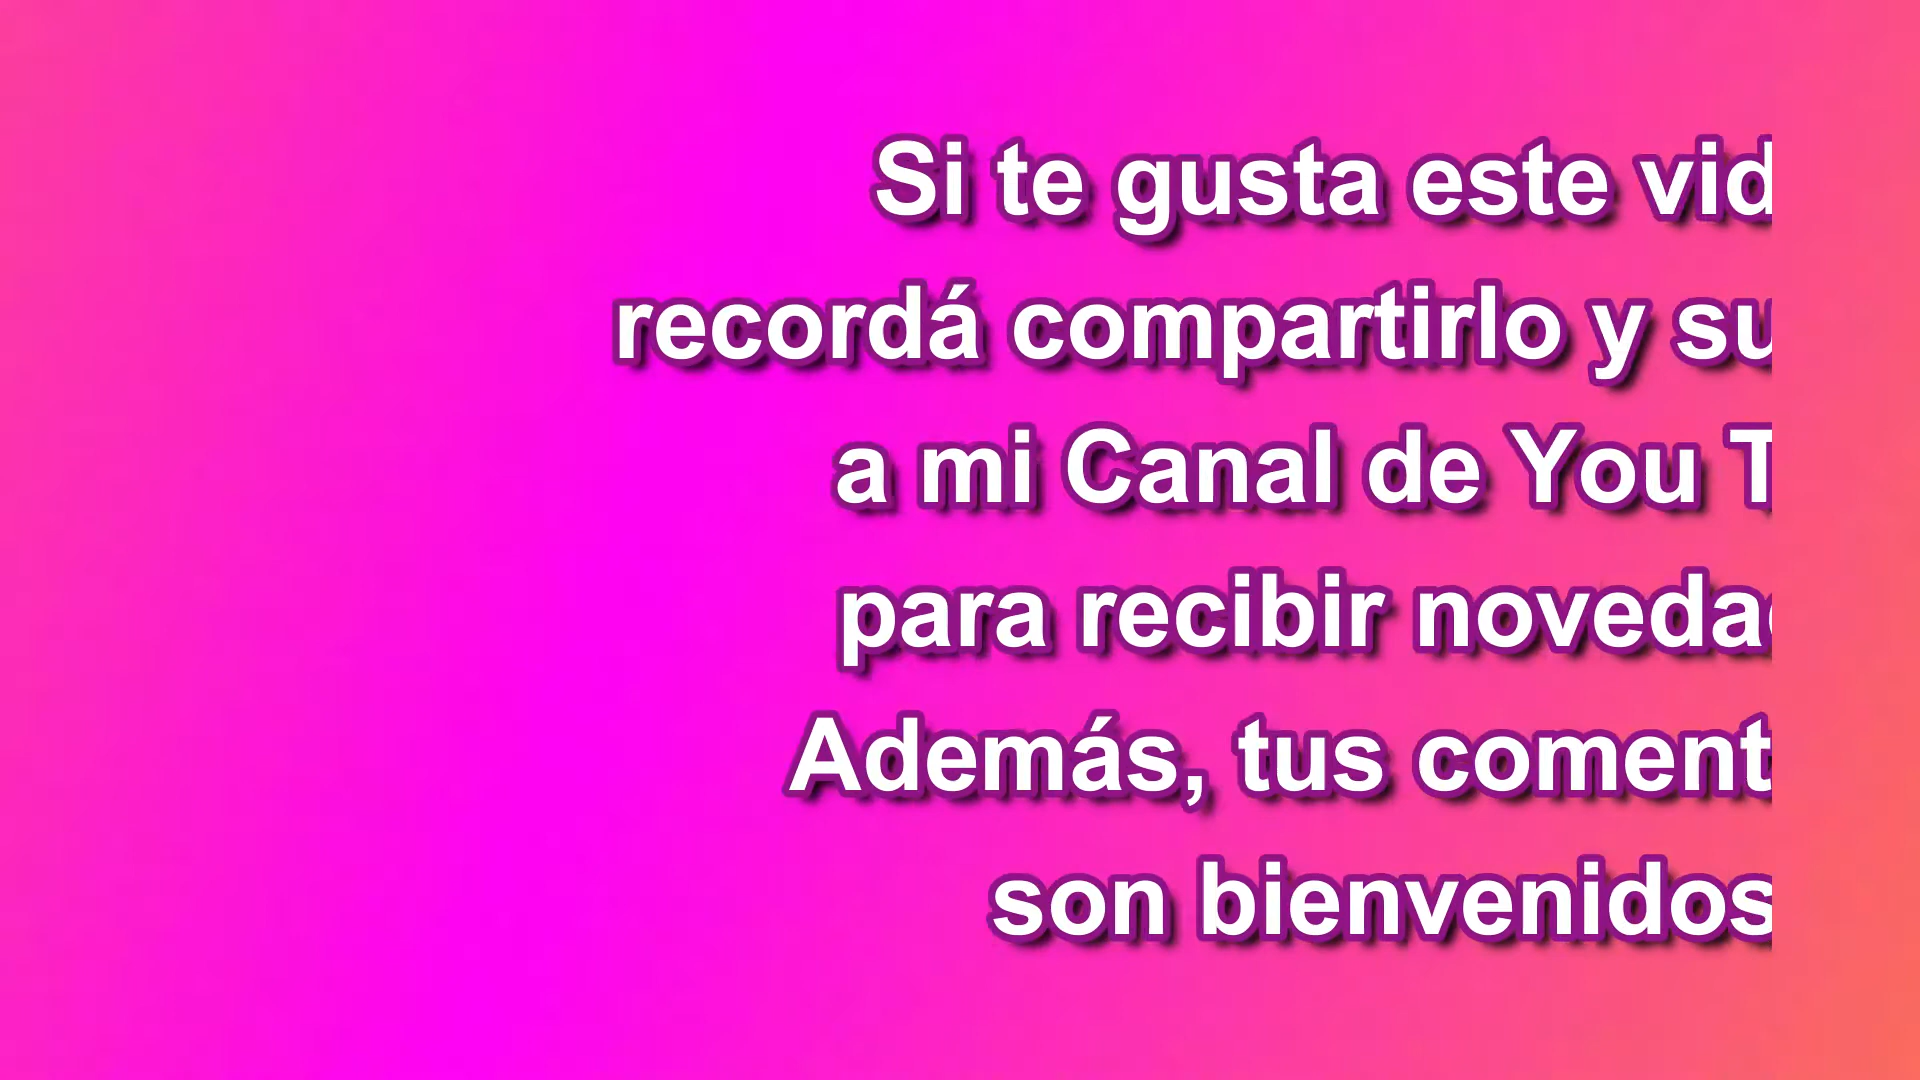 Si te gusta este vid
recordá compartirlo y su
a mi Canal de You T
para recibir noveda
Además, tus coment
son bienvenidos